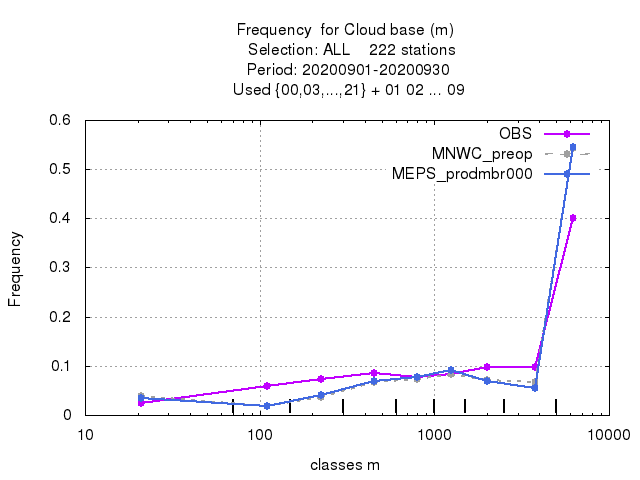 Frequency  for Cloud base (m)
Selection: ALL    222 stations
Period: 20200901-20200930
Used {00,03,...,21} + 01 02 ... 09
OBS
MNWC_preop
MEPS_prodmbr000
0.6
0.5
0.4
0.3
0.2
0.1
0
Frequency
10 100 1000 10000
classes m